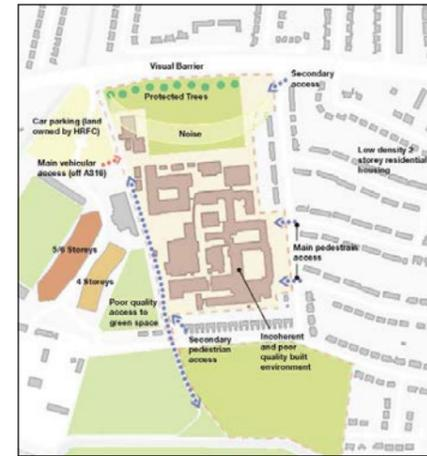 Visual Barrier
Secondary
access
Protected Trees
Car parking (land
owned by HRFC)
Noise
Main vehicular
access (off A316)
Low density 2
storey residential
housing
5/6 Storeys
4 Storeys
Main pedestrain
access
Poor quality
access to
green space
Secondary
pedestrian
access
Incoherent
and poor
quality built
environment